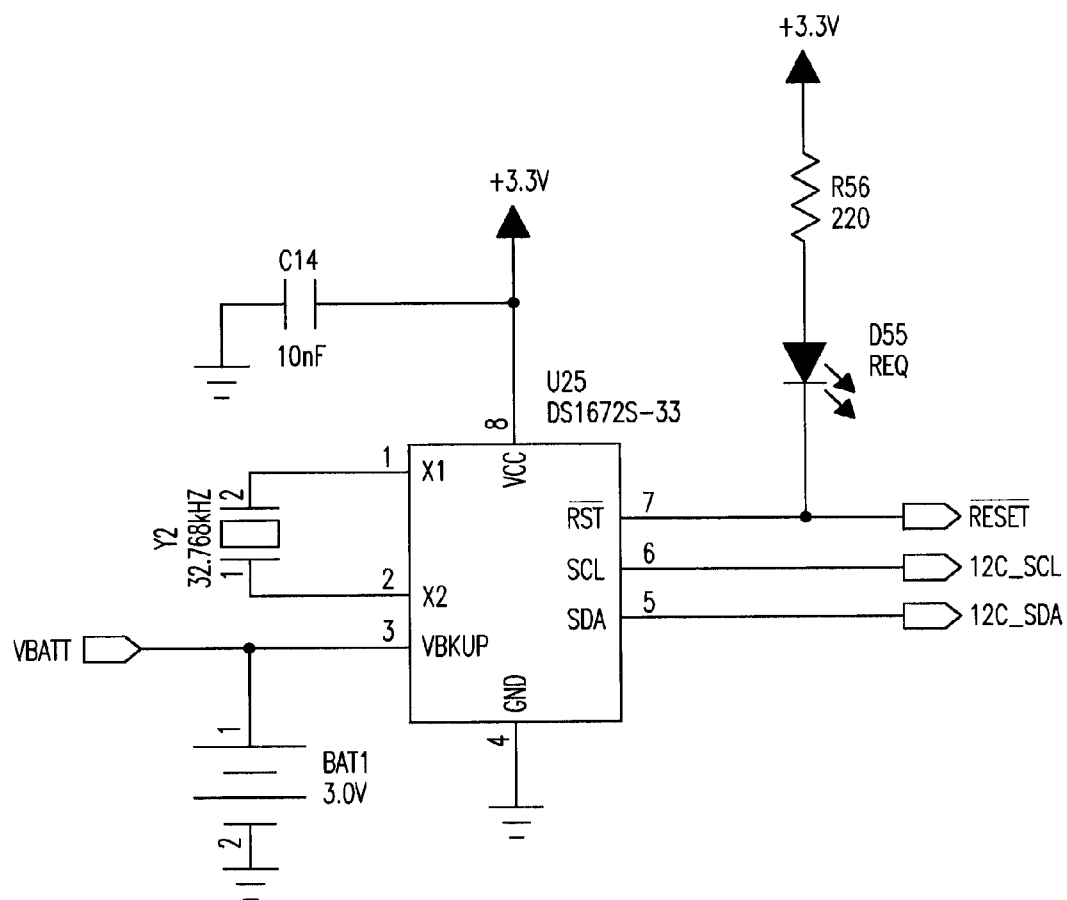 +3.3V
R56
220
+3.3V
C14
10nF
D55
REQ
U25
DS1672S-33
8
VCC
1
X1
2
Y2
32.768kHZ
1
2
X2
7
RST
RESET
6
SCL
12C_SCL
5
SDA
12C_SDA
VBATT
3
VBKUP
GND
4
1
BAT1
3.0V
2